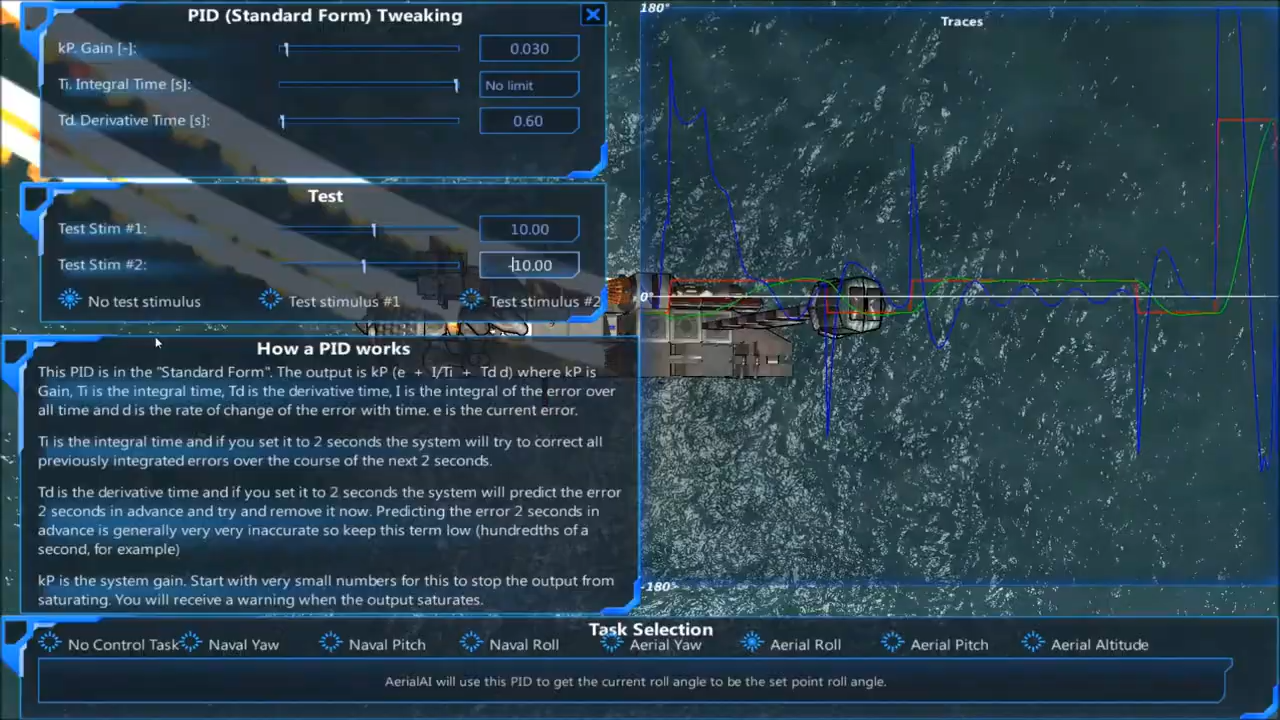 PID (Standard Form) Tweaking
kP. Gain [-]:
0.030
Ti. Integral Time [s]:
No limit
Td. Derivative Time [s]:
0.60
Test
Test Stim #1:
10.00
Test Stim #2:
-10.00
No test stimulus
Test stimulus #1
Test stimulus #2
How a PID works
This PID is in the "Standard Form". The output is kP (e + I/Ti + Td d) where kP is
Gain, Ti is the integral time, Td is the derivative time, I is the integral of the error over
all time and d is the rate of change of the error with time. e is the current error.
Ti is the integral time and if you set it to 2 seconds the system will try to correct all
previously integrated errors over the course of the next 2 seconds.
Td is the derivative time and if you set it to 2 seconds the system will predict the error
2 seconds in advance and try and remove it now. Predicting the error 2 seconds in
advance is generally very very inaccurate so keep this term low (hundredths of a
second, for example)
kP is the system gain. Start with very small numbers for this to stop the output from
saturating. You will receive a warning when the output saturates.
180°
Traces
0°
-180°
Task Selection
No Control Task
Naval Yaw
Naval Pitch
Naval Roll
Aerial Yaw
Aerial Roll
Aerial Pitch
Aerial Altitude
AerialAI will use this PID to get the current roll angle to be the set point roll angle.